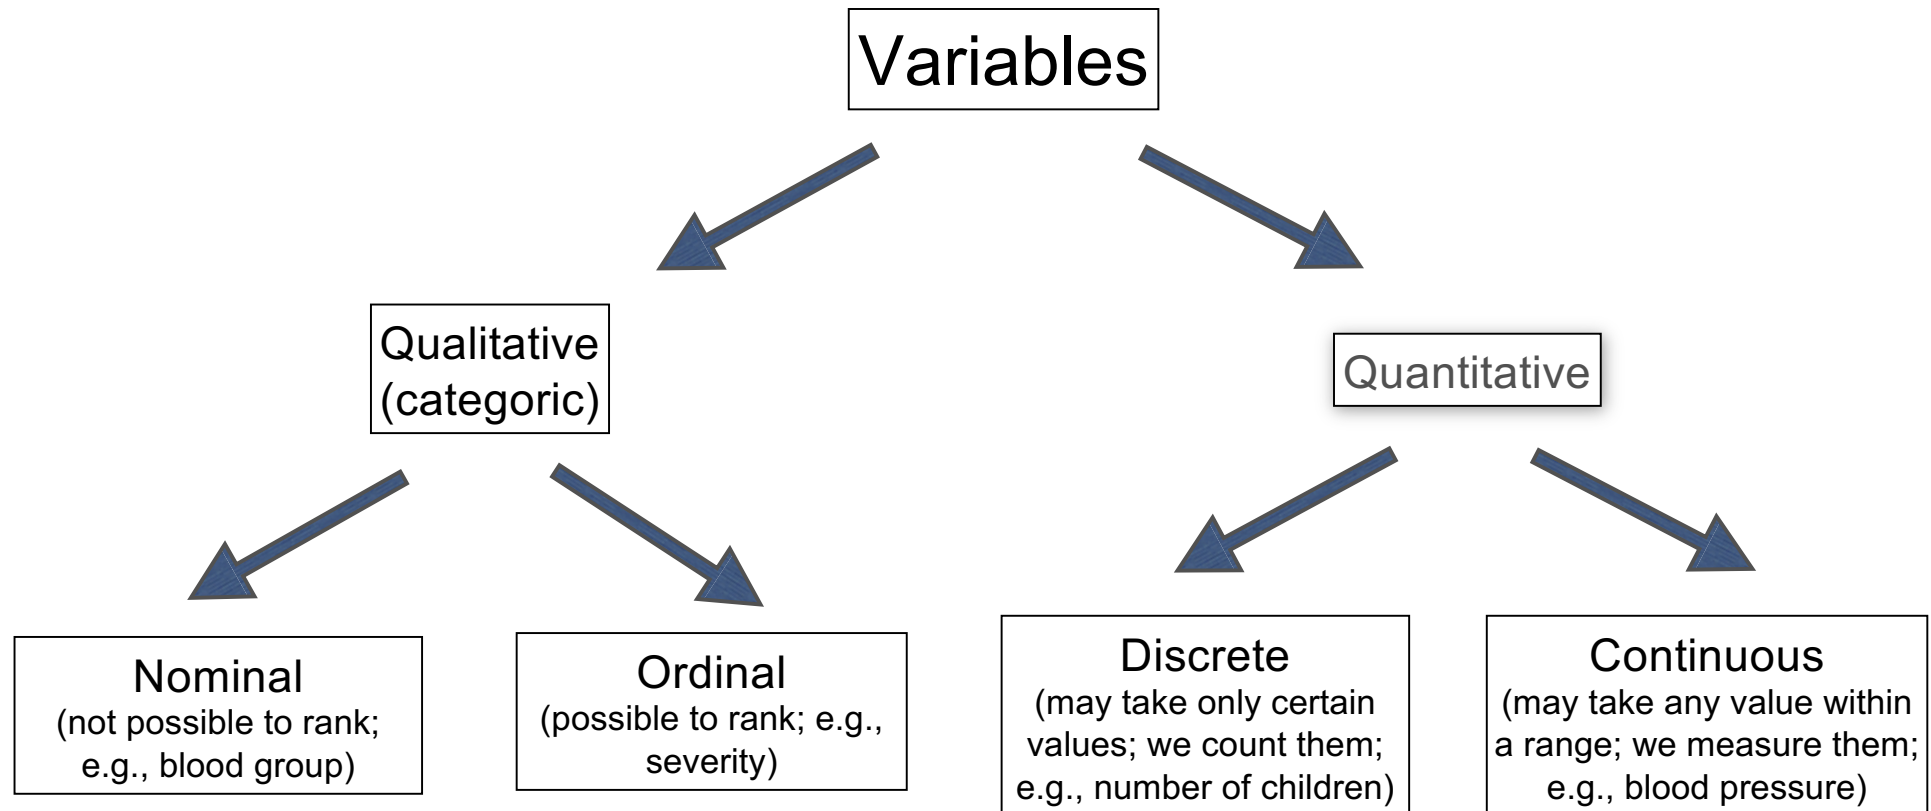 Variables
Qualitative
(categoric)
Quantitative
Nominal
(not possible to rank;
e.g., blood group)
Ordinal
(possible to rank; e.g.,
severity)
Discrete
(may take only certain
values; we count them;
e.g., number of children)
Continuous
(may take any value within
a range; we measure them;
e.g., blood pressure)